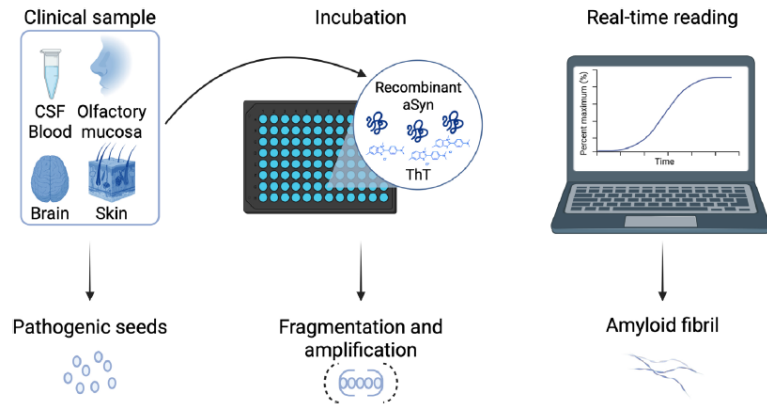 Clinical sample
Incubation
Real-time reading
CSF
Blood
Olfactory
mucosa
Brain
Skin
Recombinant
aSyn
ThT
Percent maximum (%)
Time
Pathogenic seeds
Fragmentation and
amplification
Amyloid fibril